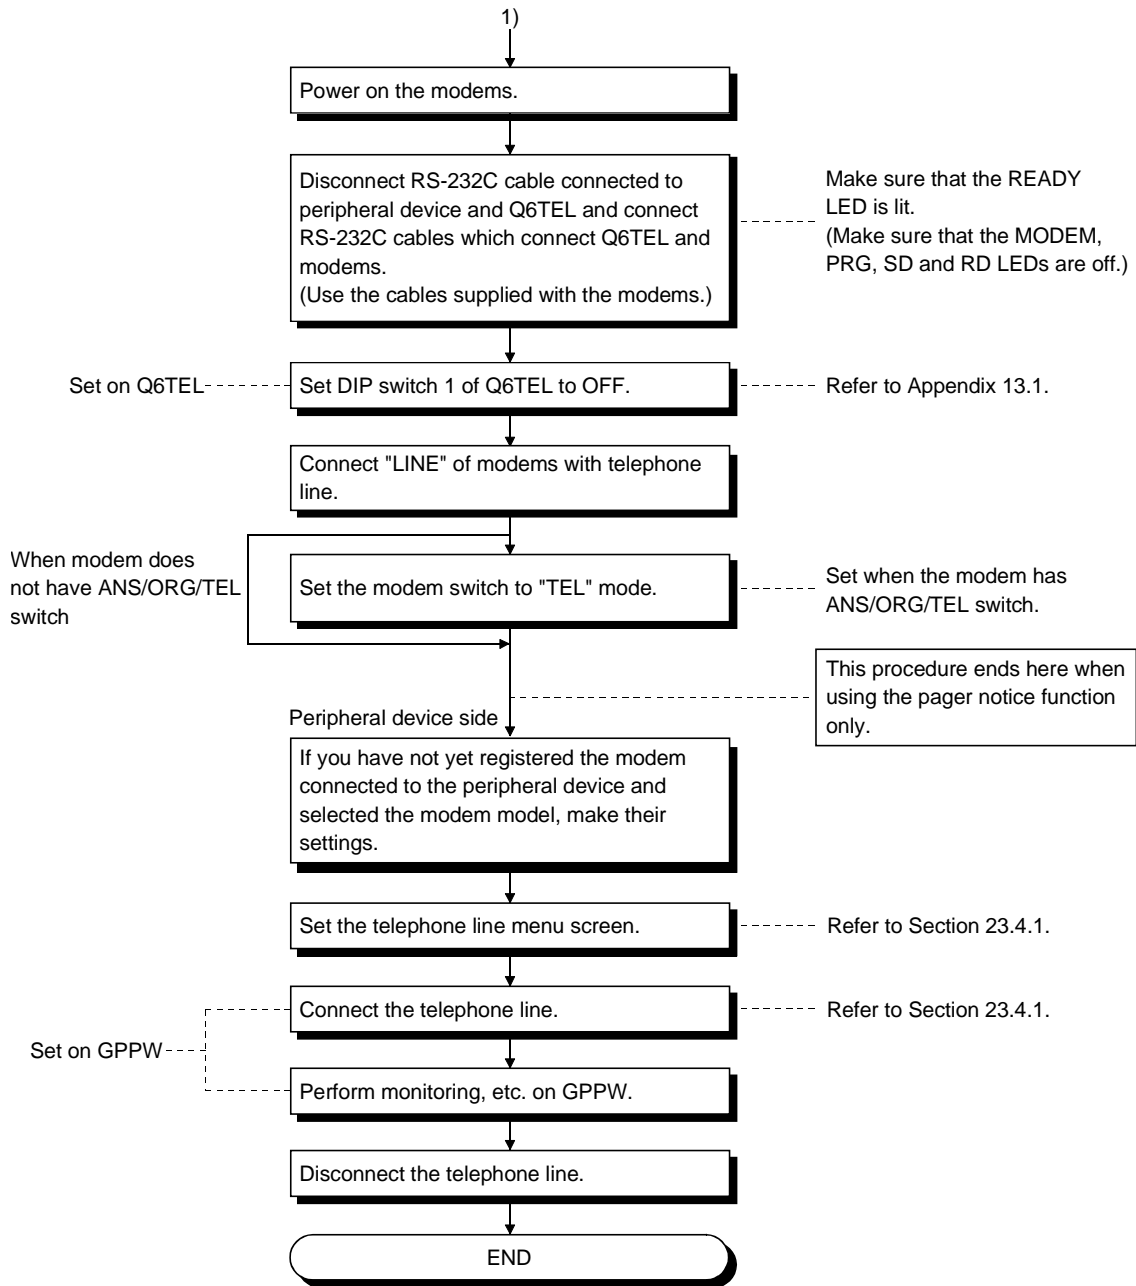 1)
Power on the modems.
Disconnect RS-232C cable connected to
peripheral device and Q6TEL and connect
RS-232C cables which connect Q6TEL and
modems.
(Use the cables supplied with the modems.)
Make sure that the READY
LED is lit.
(Make sure that the MODEM,
PRG, SD and RD LEDs are off.)
Set on Q6TEL
Set DIP switch 1 of Q6TEL to OFF.
Refer to Appendix 13.1.
Connect "LINE" of modems with telephone
line.
When modem does
not have ANS/ORG/TEL
switch
Set the modem switch to "TEL" mode.
Set when the modem has
ANS/ORG/TEL switch.
This procedure ends here when
using the pager notice function
only.
Peripheral device side
If you have not yet registered the modem
connected to the peripheral device and
selected the modem model, make their
settings.
Set the telephone line menu screen.
Refer to Section 23.4.1.
Connect the telephone line.
Refer to Section 23.4.1.
Set on GPPW
Perform monitoring, etc. on GPPW.
Disconnect the telephone line.
END